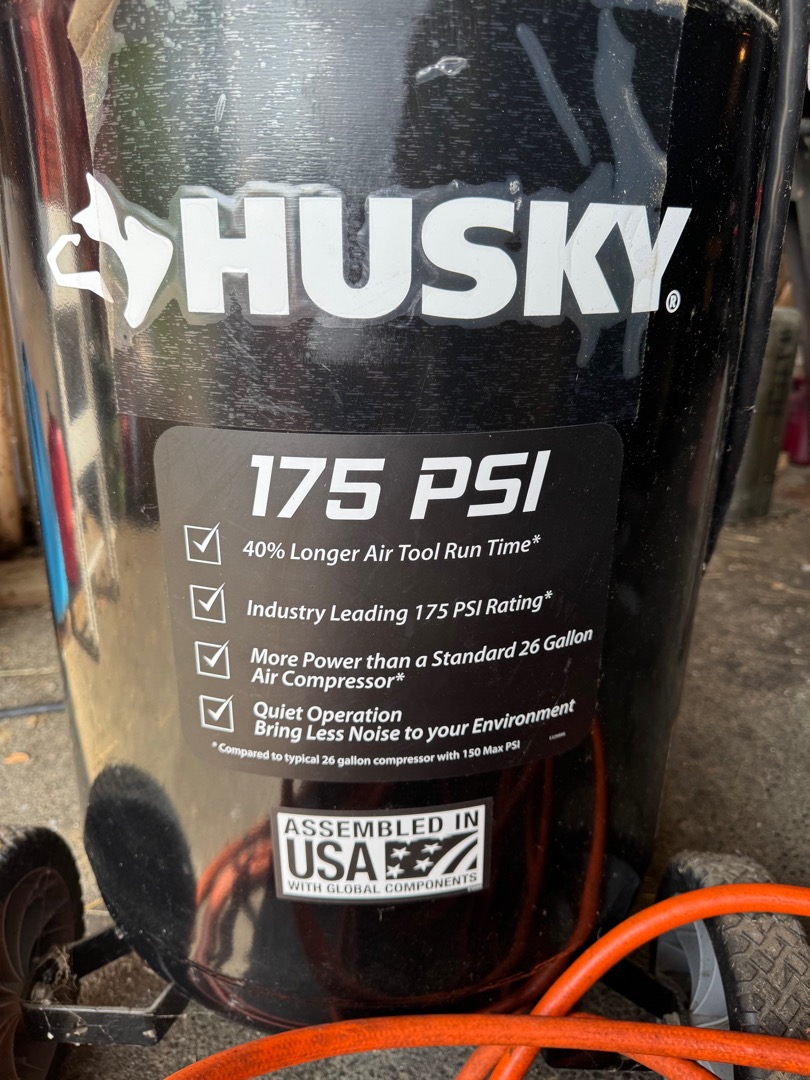 HUSKY®
175 PSI
40% Longer Air Tool Run Time*
Industry Leading 175 PSI Rating*
More Power than a Standard 26 Gallon
Air Compressor*
Quiet Operation
Bring Less Noise to your Environment
*Compared to typical 26 gallon compressor with 150 Max PSI
ASSEMBLED IN
USA
WITH GLOBAL COMPONENTS